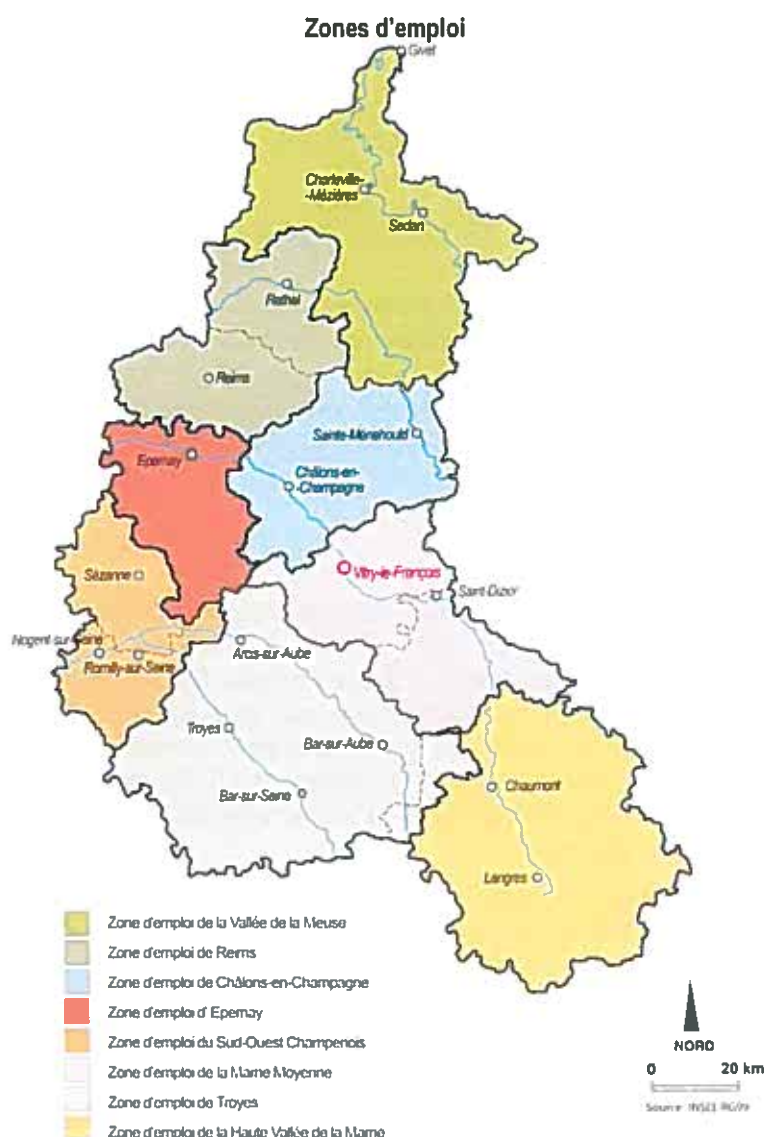 Zones d'emploi
Givet
Charleville-
-Mézières
Sedan
Rethel
Reims
Sainte-Ménehould
Epernay
Châlons-en-
-Champagne
Vitry-le-François
Sézanne
Saint-Dizier
Nogent-sur-Seine
Arcis-sur-Aube
Romilly-sur-Seine
Troyes
Bar-sur-Aube
Chaumont
Bar-sur-Seine
Langres
Zone d'emploi de la Vallée de la Meuse
Zone d'emploi de Reims
Zone d'emploi de Châlons-en-Champagne
Zone d'emploi d' Epernay
Zone d'emploi du Sud-Ouest Champenois
Zone d'emploi de la Marne Moyenne
Zone d'emploi de Troyes
Zone d'emploi de la Haute Vallée de la Marne
NORD
0 20 km
Source: INSEE RG99